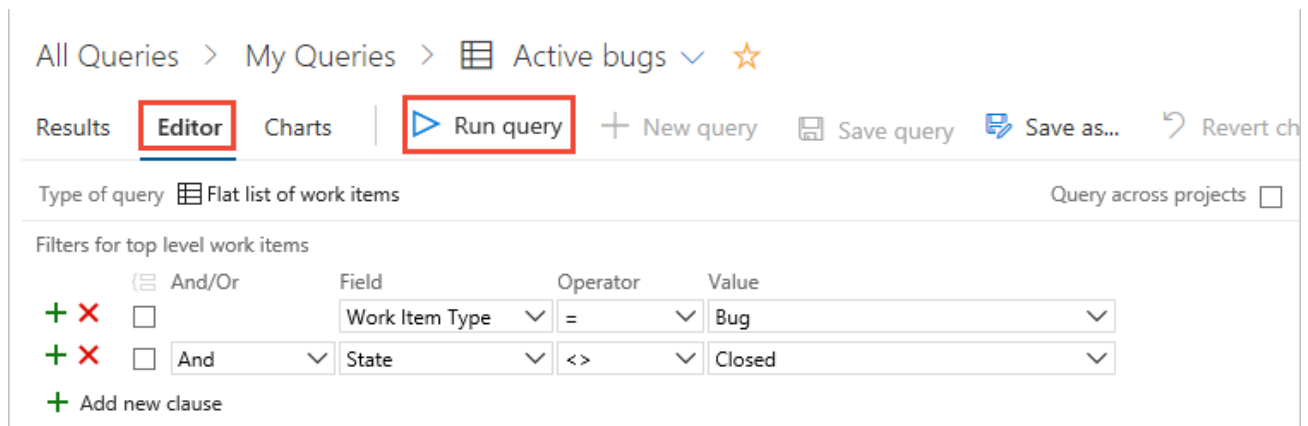 All Queries > My Queries > Active bugs
Results Editor Charts Run query New query Save query Save as... Revert ch
Type of query Flat list of work items Query across projects
Filters for top level work items
And/Or Field Operator Value
Work Item Type = Bug
And State <> Closed
Add new clause